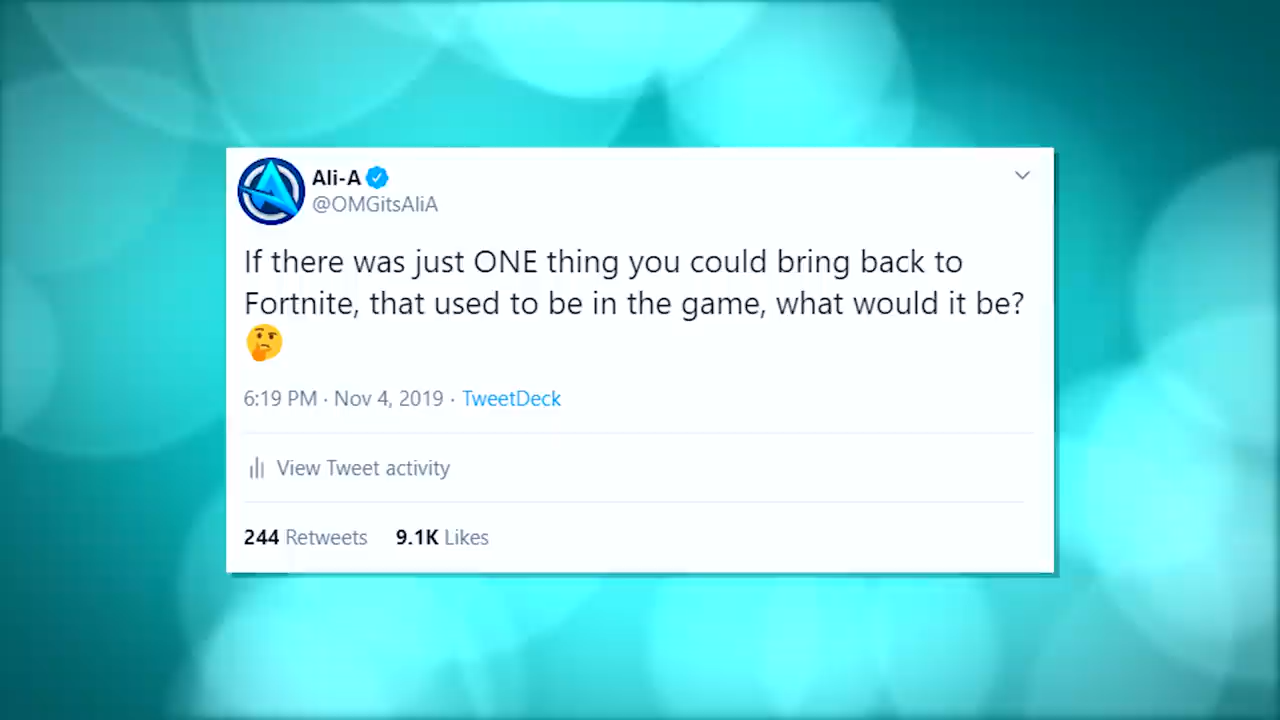 Ali-A
@OMGitsAliA
If there was just ONE thing you could bring back to
Fortnite, that used to be in the game, what would it be?
🤔
6:19 PM · Nov 4, 2019 · TweetDeck
View Tweet activity
244 Retweets 9.1K Likes